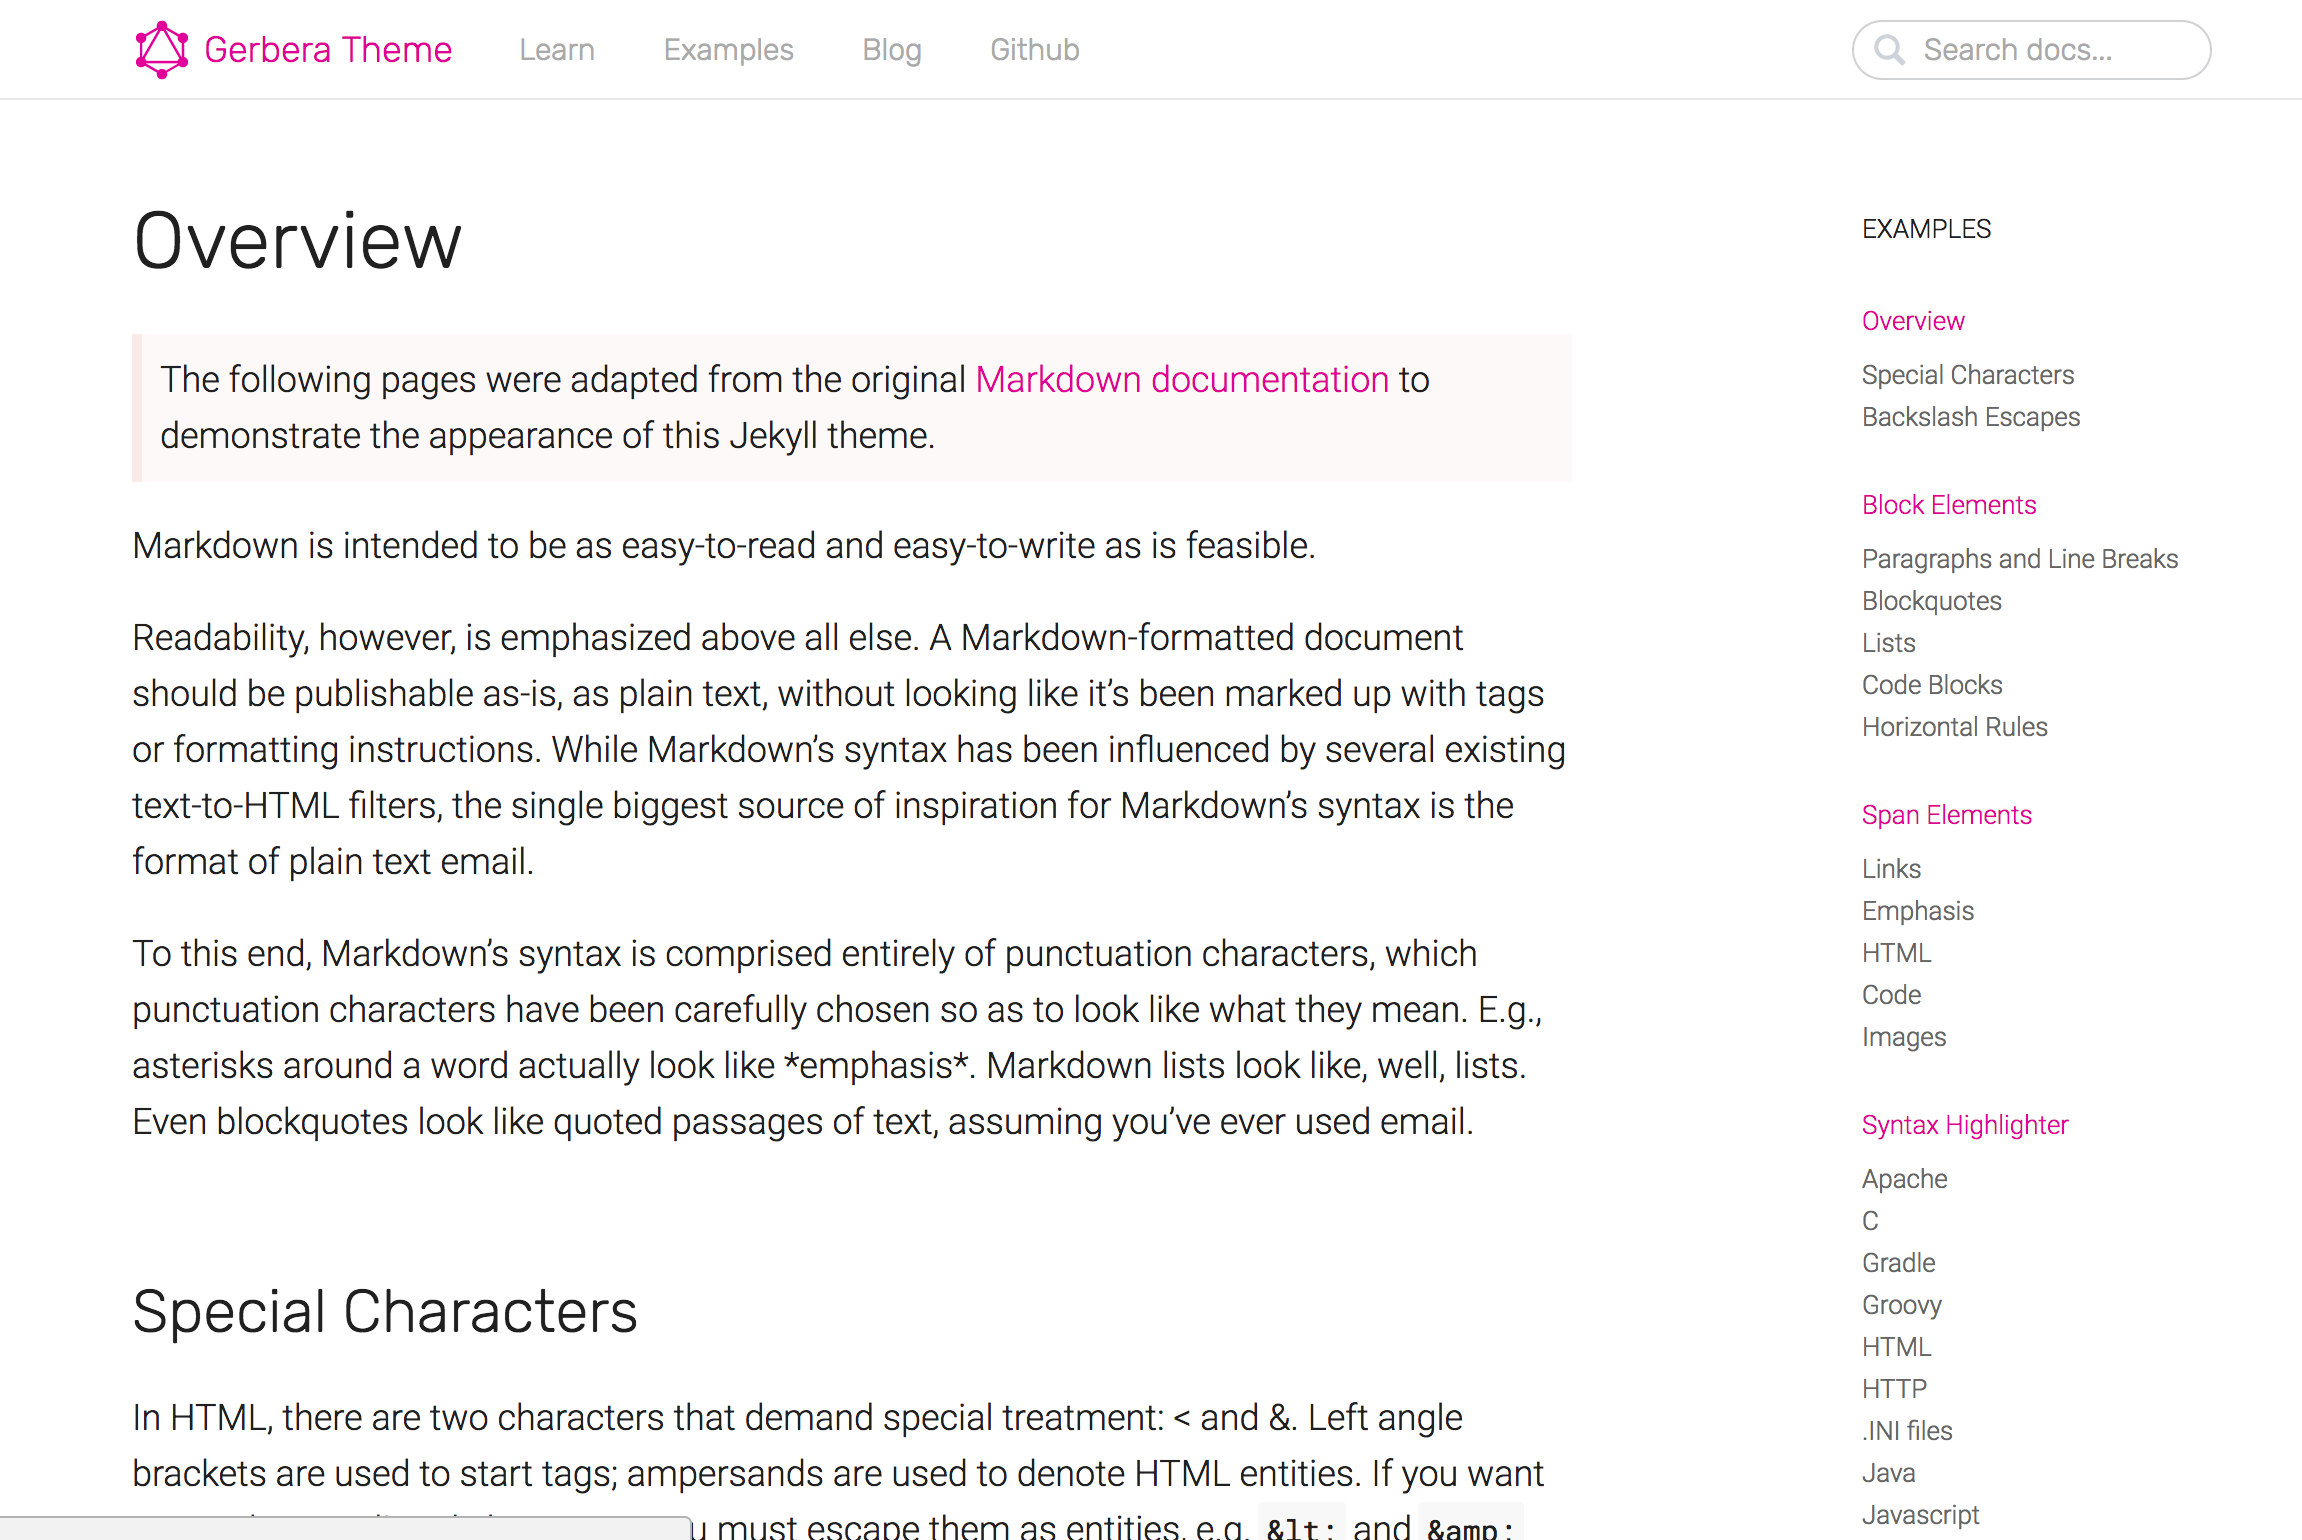 Gerbera Theme
Learn
Examples
Blog
Github
Search docs...
Overview
The following pages were adapted from the original Markdown documentation to
demonstrate the appearance of this Jekyll theme.
Markdown is intended to be as easy-to-read and easy-to-write as is feasible.
Readability, however, is emphasized above all else. A Markdown-formatted document
should be publishable as-is, as plain text, without looking like it’s been marked up with tags
or formatting instructions. While Markdown’s syntax has been influenced by several existing
text-to-HTML filters, the single biggest source of inspiration for Markdown’s syntax is the
format of plain text email.
To this end, Markdown’s syntax is comprised entirely of punctuation characters, which
punctuation characters have been carefully chosen so as to look like what they mean. E.g.,
asterisks around a word actually look like *emphasis*. Markdown lists look like, well, lists.
Even blockquotes look like quoted passages of text, assuming you’ve ever used email.
Special Characters
In HTML, there are two characters that demand special treatment: < and &. Left angle
brackets are used to start tags; ampersands are used to denote HTML entities. If you want
must escape them as entities, e.g. &lt; and &amp;
EXAMPLES
Overview
Special Characters
Backslash Escapes
Block Elements
Paragraphs and Line Breaks
Blockquotes
Lists
Code Blocks
Horizontal Rules
Span Elements
Links
Emphasis
HTML
Code
Images
Syntax Highlighter
Apache
C
Gradle
Groovy
HTML
HTTP
.INI files
Java
Javascript